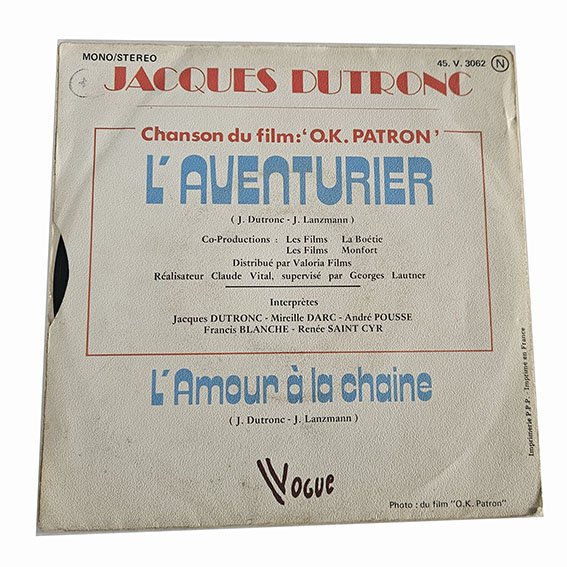 MONO/STEREO
45. V. 3062 N
JACQUES DUTRONC
Chanson du film:'O.K. PATRON'
L'AVENTURIER
( J. Dutronc - J. Lanzmann )
Co-Productions : Les Films La Boétie
Les Films Monfort
Distribué par Valoria Films
Réalisateur Claude Vital, supervisé par Georges Lautner
Interprètes
Jacques DUTRONC - Mireille DARC - André POUSSE
Francis BLANCHE - Renée SAINT CYR
L'Amour à la chaine
( J. Dutronc - J. Lanzmann )
VOGUE
Photo : du film "O.K. Patron"
Imprimerie P.P.P. - Imprimé en France